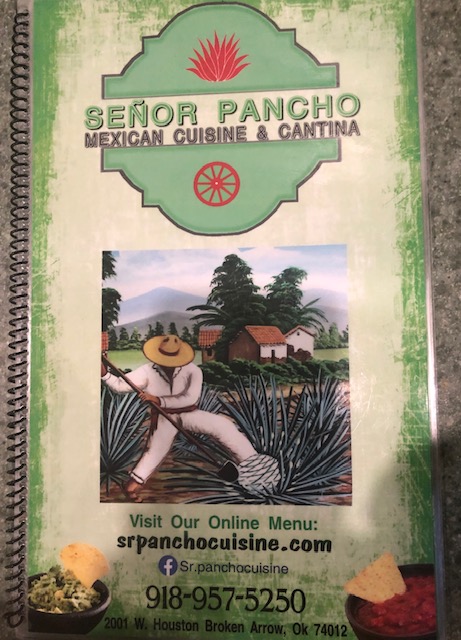 SEÑOR PANCHO
MEXICAN CUISINE & CANTINA
Visit Our Online Menu:
srpanchocuisine.com
Sr.panchocuisine
918-957-5250
2001 W. Houston Broken Arrow, Ok 74012